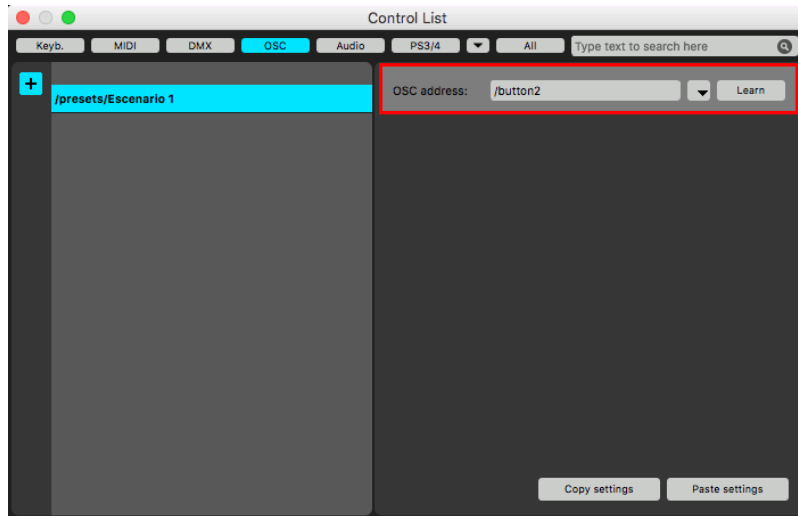 Control List
Keyb. MIDI DMX OSC Audio PS3/4 All Type text to search here
+
/presets/Escenario 1
OSC address: /button2 Learn
Copy settings Paste settings